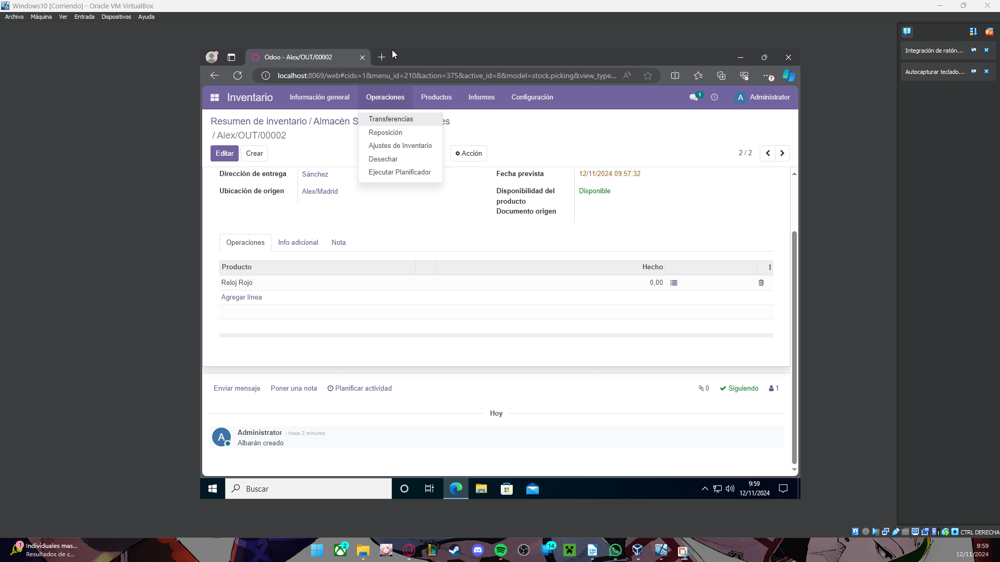 Windows10 [Corriendo] - Oracle VM VirtualBox
Archivo Máquina Ver Entrada Dispositivos Ayuda
Integración de ratón...
Autocapturar teclado...
Odoo - Alex/OUT/00002
localhost:8069/web#cids=1&menu_id=210&action=375&active_id=8&model=stock.picking&view_type...
Inventario Información general Operaciones Productos Informes Configuración 1 A Administrator
Transferencias
Reposición
Ajustes de Inventario
Desechar
Ejecutar Planificador
Resumen de inventario / Almacén S es
/ Alex/OUT/00002
Editar Crear Acción 2 / 2
Dirección de entrega Sánchez Fecha prevista 12/11/2024 09:57:32
Ubicación de origen Alex/Madrid Disponibilidad del producto Disponible
Documento origen
Operaciones Info adicional Nota
Producto Hecho
Reloj Rojo 0,00
Agregar línea
Enviar mensaje Poner una nota Planificar actividad 0 Siguiendo 1
Hoy
A Administrator - hace 2 minutos
Albarán creado
Buscar
9:59
12/11/2024
CTRL DERECHA
1 Individuales mas...
Resultados de c...
2
14
9:59
12/11/2024